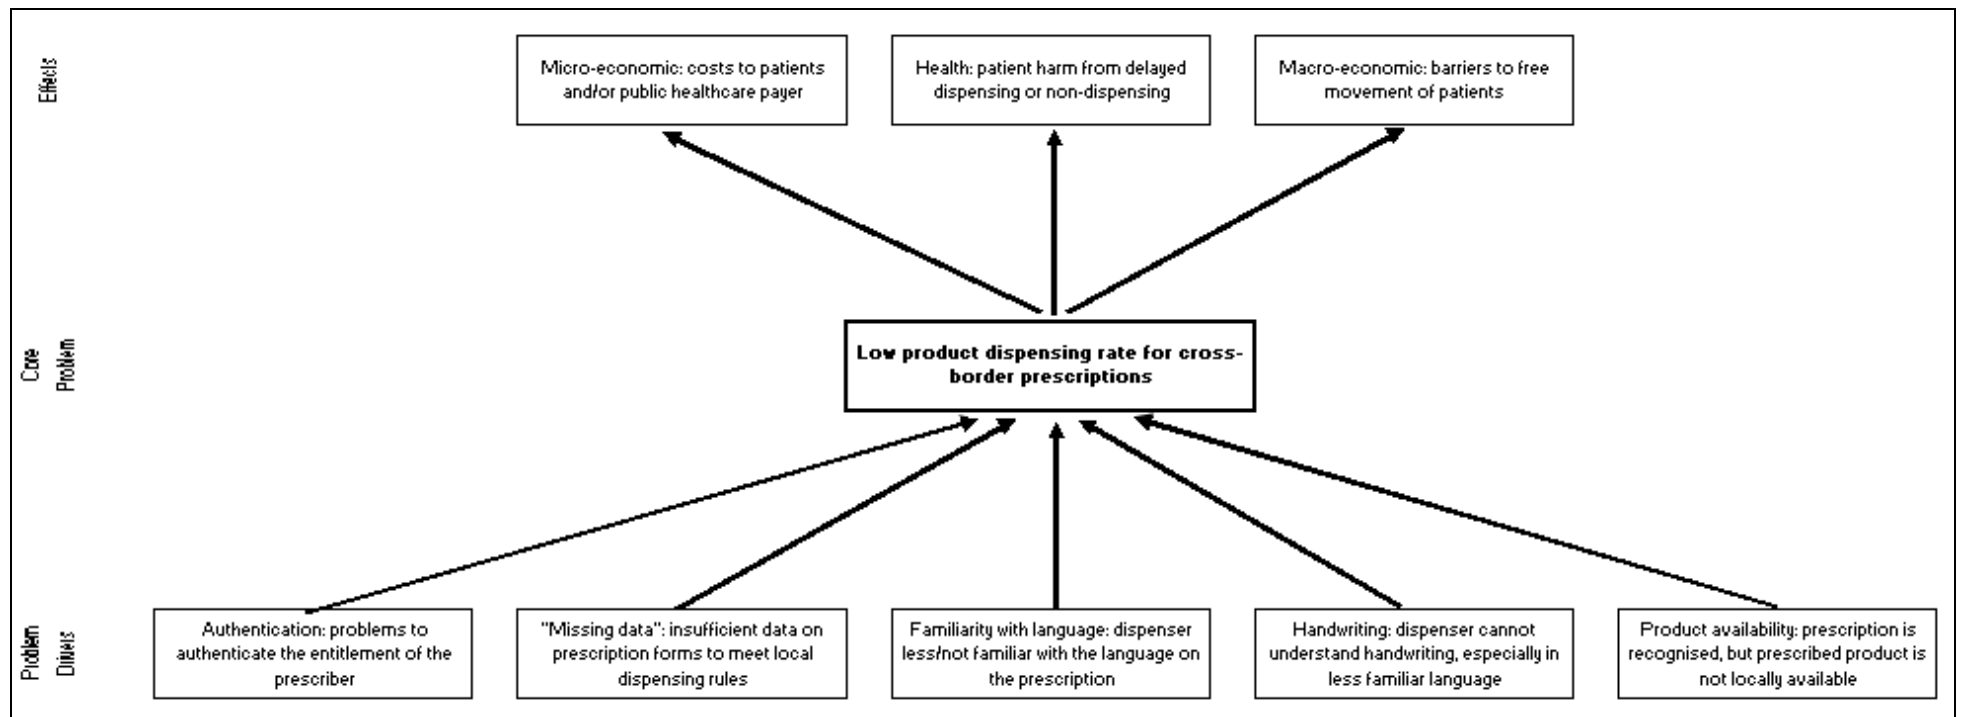 Effects
Micro-economic: costs to patients
and/or public healthcare payer
Health: patient harm from delayed
dispensing or non-dispensing
Macro-economic: barriers to free
movement of patients
Core
Problem
Low product dispensing rate for cross-
border prescriptions
Problem
Drivers
Authentication: problems to
authenticate the entitlement of the
prescriber
"Missing data": insufficient data on
prescription forms to meet local
dispensing rules
Familiarity with language: dispenser
less/not familiar with the language on
the prescription
Handwriting: dispenser cannot
understand handwriting, especially in
less familiar language
Product availability: prescription is
recognised, but prescribed product is
not locally available